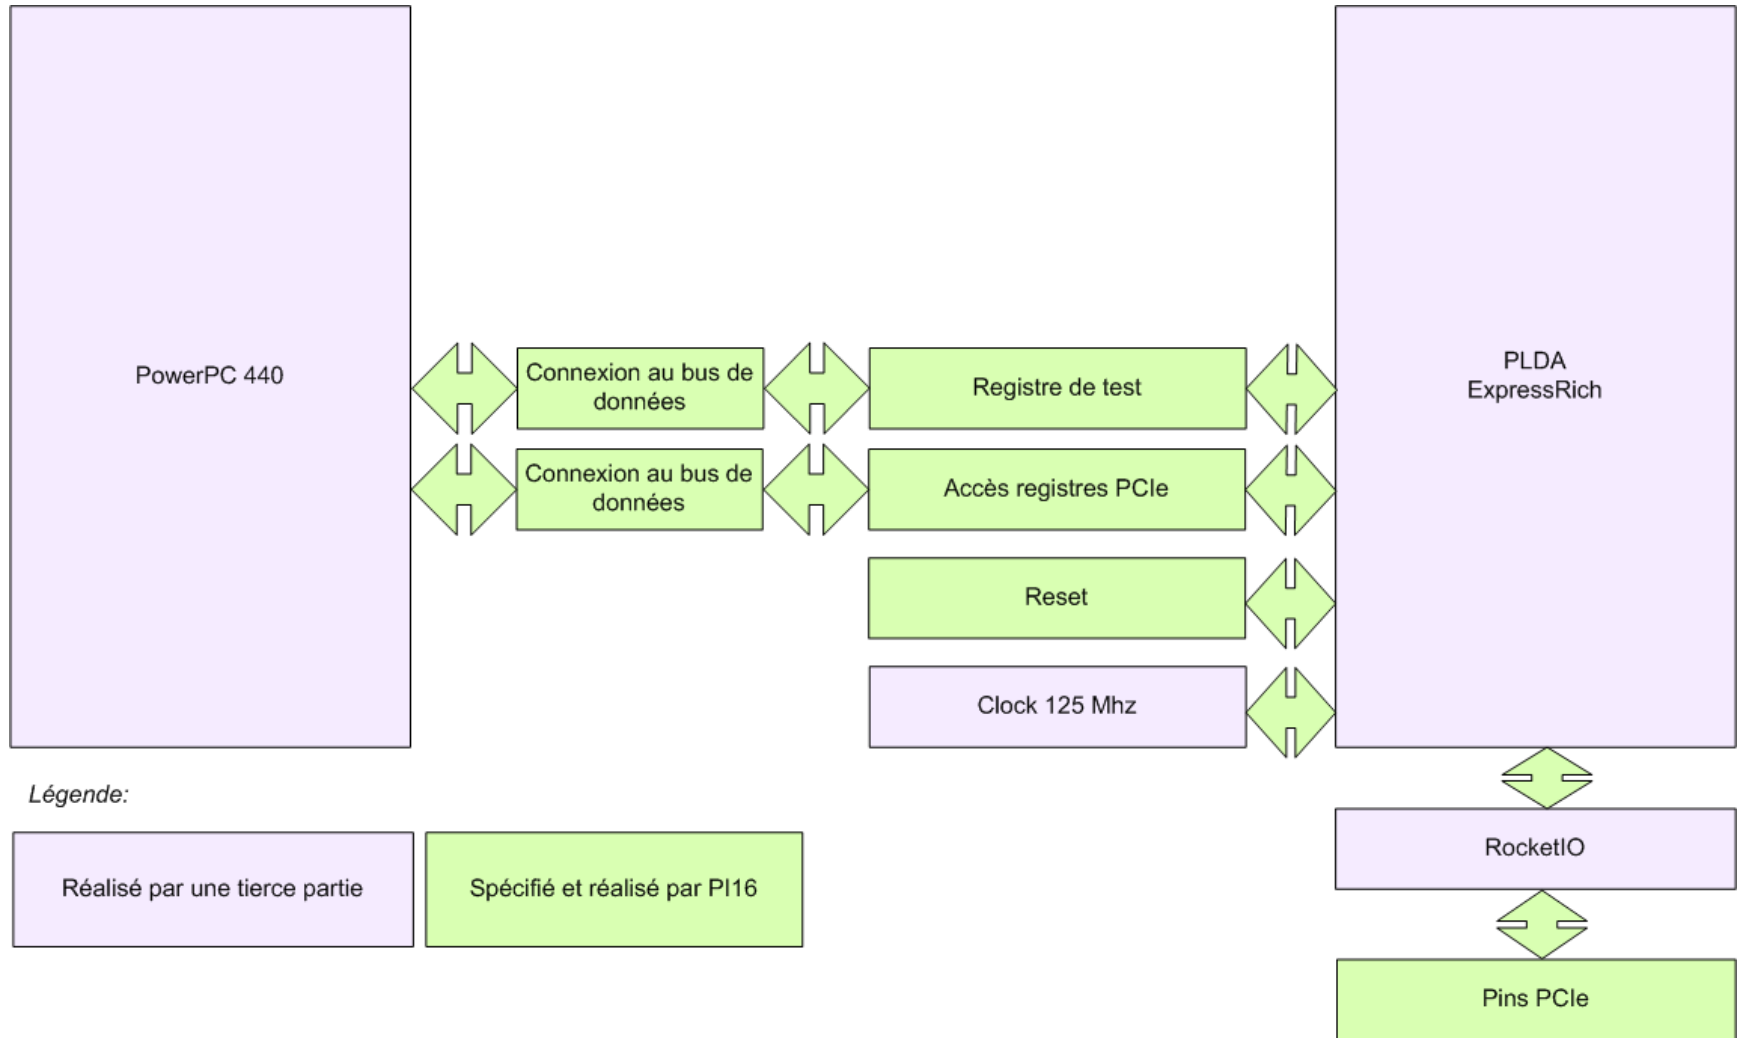 PowerPC 440
Connexion au bus de
données
Registre de test
PLDA
ExpressRich
Connexion au bus de
données
Accès registres PCIe
Reset
Clock 125 Mhz
Légende:
Réalisé par une tierce partie
Spécifié et réalisé par PI16
RocketIO
Pins PCIe